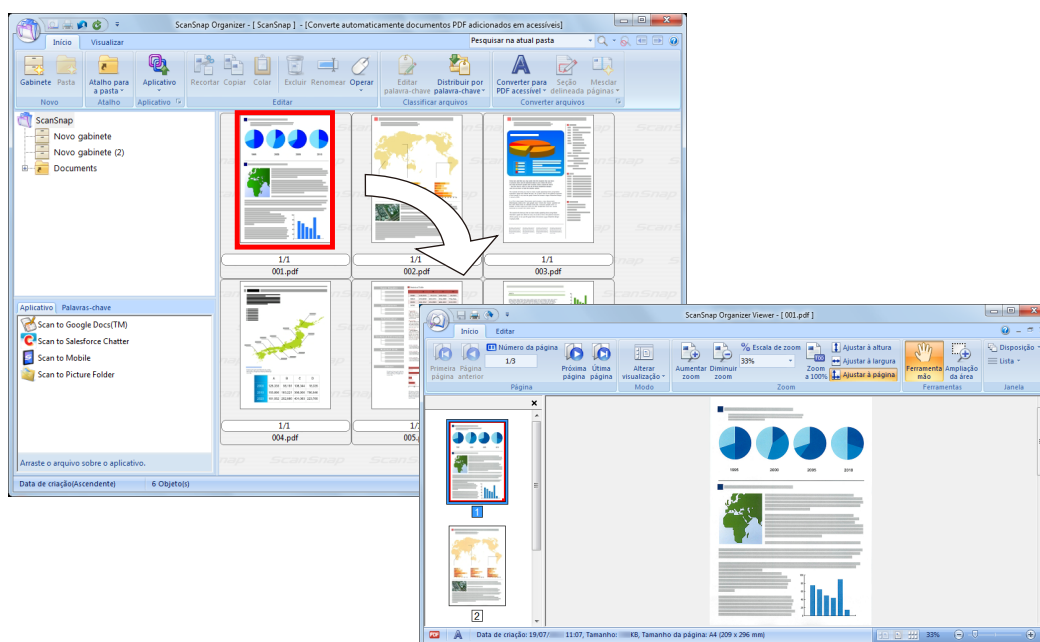 ScanSnap Organizer - [ ScanSnap ] - [Converte automaticamente documentos PDF adicionados em acessíveis]
Início Visualizar
Pesquisar na atual pasta
Gabinete Pasta Atalho para a pasta Aplicativo Recortar Copiar Colar Excluir Renomear Operar Editar palavra-chave Distribuir por palavra-chave Converter para PDF acessível Seção delineada Mesclar páginas
Novo Atalho Aplicativo Editar Classificar arquivos Converter arquivos
ScanSnap
Novo gabinete
Novo gabinete (2)
Documents
1/1 1/1 1/1
001.pdf 002.pdf 003.pdf
Aplicativo Palavras-chave
Scan to Google Docs(TM)
Scan to Salesforce Chatter
Scan to Mobile
Scan to Picture Folder
1/1
004.pdf
Arraste o arquivo sobre o aplicativo.
Data de criação(Ascendente) 6 Objeto(s)
ScanSnap Organizer Viewer - [ 001.pdf ]
Início Editar
Primeira página Página anterior Número da página 1/3 Próxima página Útima página Alterar visualização Aumentar zoom Diminuir zoom % Escala de zoom 33% Zoom a 100% Ajustar à altura Ajustar à largura Ajustar à página Ferramenta mão Ampliação da área Disposição Lista
Página Modo Zoom Ferramentas Janela
1995 2000 2005 2010
1
2
PDF A Data de criação: 19/07/ 11:07, Tamanho: KB, Tamanho da página: A4 (209 x 296 mm) 33%